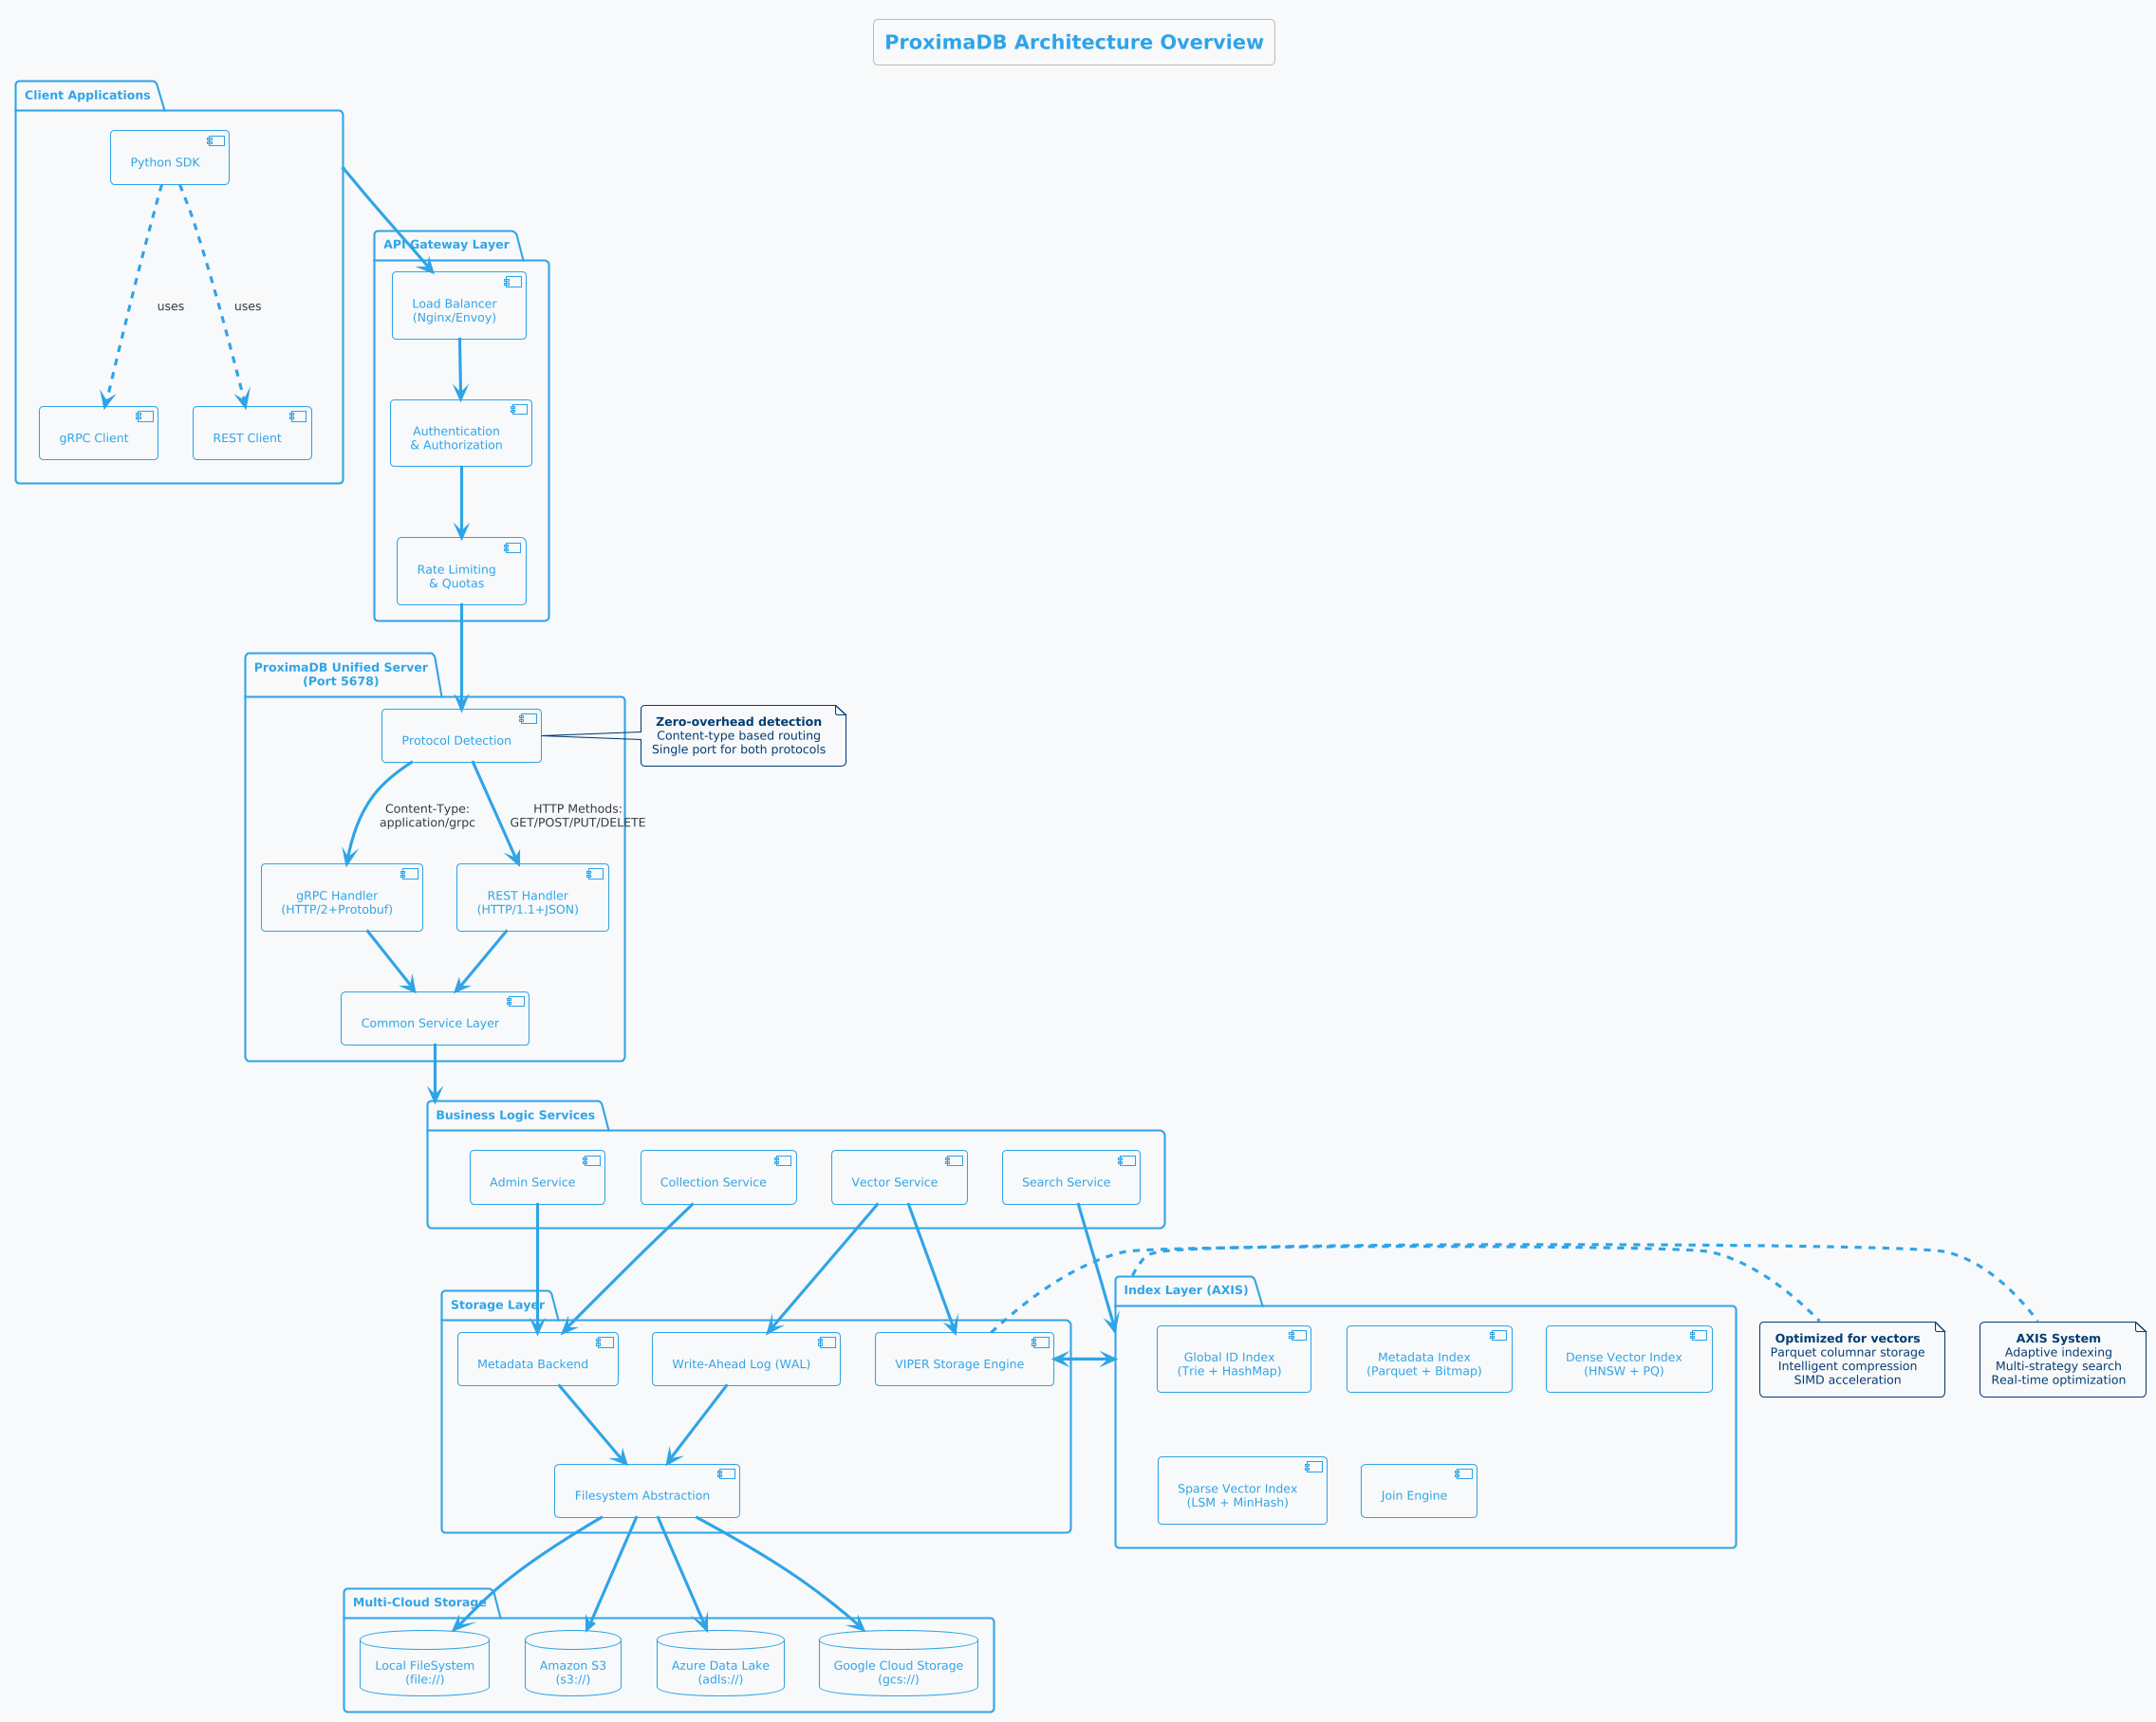 ProximaDB Architecture Overview
Client Applications
Python SDK
uses
uses
gRPC Client
REST Client
API Gateway Layer
Load Balancer
(Nginx/Envoy)
Authentication
& Authorization
Rate Limiting
& Quotas
ProximaDB Unified Server
(Port 5678)
Protocol Detection
Zero-overhead detection
Content-type based routing
Single port for both protocols
Content-Type:
application/grpc
HTTP Methods:
GET/POST/PUT/DELETE
gRPC Handler
(HTTP/2+Protobuf)
REST Handler
(HTTP/1.1+JSON)
Common Service Layer
Business Logic Services
Admin Service
Collection Service
Vector Service
Search Service
Storage Layer
Metadata Backend
Write-Ahead Log (WAL)
VIPER Storage Engine
Filesystem Abstraction
Index Layer (AXIS)
Global ID Index
(Trie + HashMap)
Metadata Index
(Parquet + Bitmap)
Dense Vector Index
(HNSW + PQ)
Sparse Vector Index
(LSM + MinHash)
Join Engine
Optimized for vectors
Parquet columnar storage
Intelligent compression
SIMD acceleration
AXIS System
Adaptive indexing
Multi-strategy search
Real-time optimization
Multi-Cloud Storage
Local FileSystem
(file://)
Amazon S3
(s3://)
Azure Data Lake
(adls://)
Google Cloud Storage
(gcs://)